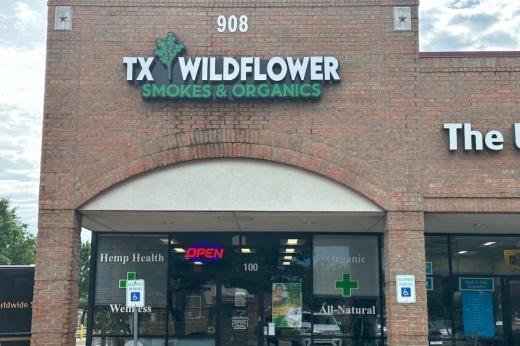 908
TX WILDFLOWER
SMOKES & ORGANICS
The U
Hemp Health
OPEN
100
Organic
Wellness
All-Natural